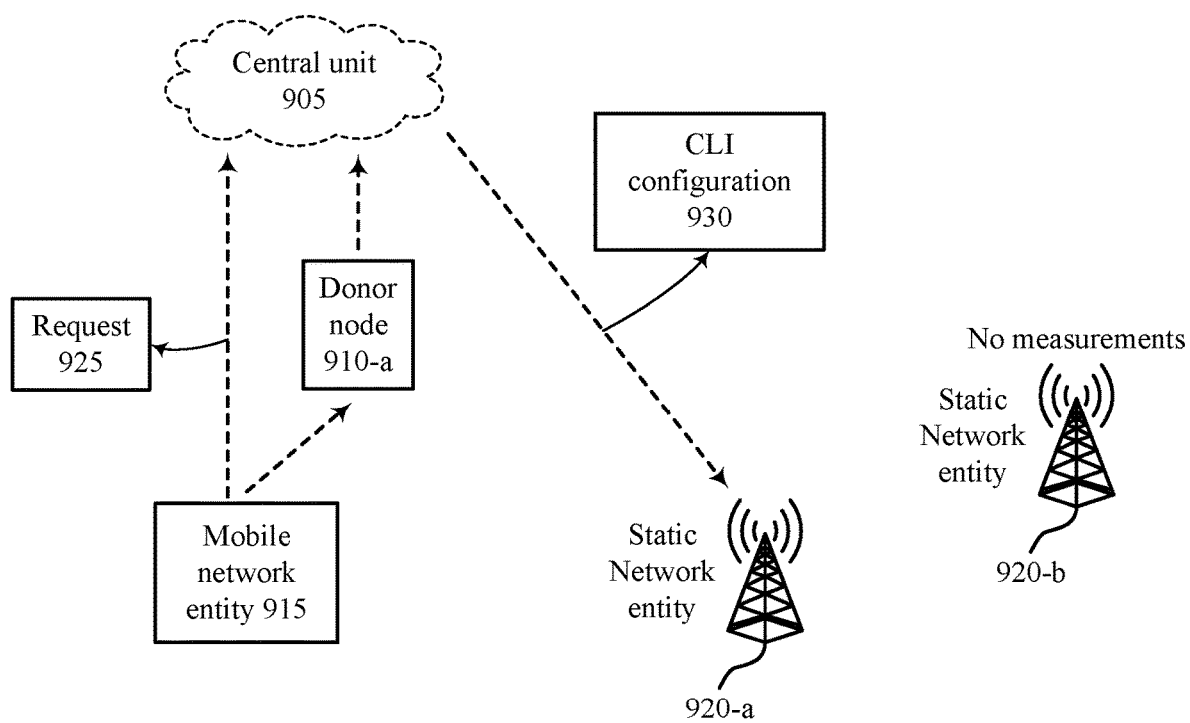 Central unit
905
CLI
configuration
930
Donor
node
910-a
Request
925
No measurements
Static
Network
entity
920-b
Mobile
network
entity 915
Static
Network
entity
920-a